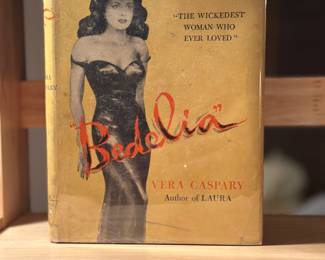 "THE WICKEDEST
WOMAN WHO
EVER LOVED"
"Bedelia"
VERA CASPARY
Author of LAURA